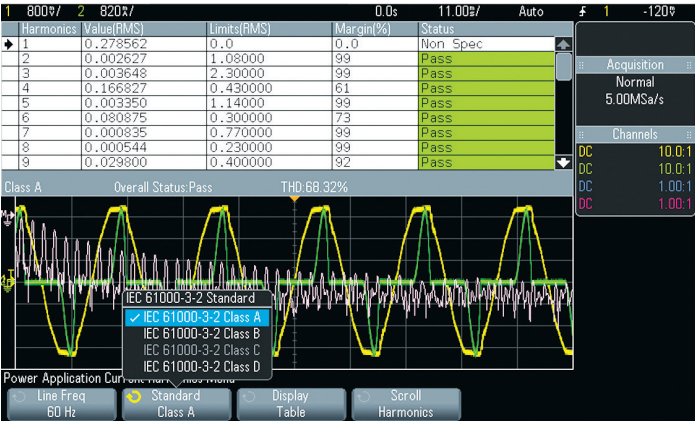 1 800V/ 2 820A/ 0.0s 11.00s/ Auto 1 -120V
Harmonics Value(RMS) Limits(RMS) Margin(%) Status
1 0.278562 0.0 0.0 Non Spec
2 0.002627 1.08000 99 Pass
3 0.003648 2.30000 99 Pass
4 0.166827 0.430000 61 Pass
5 0.003350 1.14000 99 Pass
6 0.080875 0.300000 73 Pass
7 0.000835 0.770000 99 Pass
8 0.000544 0.230000 99 Pass
9 0.029800 0.400000 92 Pass
Class A Overall Status:Pass THD:68.32%
Acquisition
Normal
5.00MSa/s
Channels
DC 10.0:1
DC 10.0:1
DC 1.00:1
DC 1.00:1
IEC 61000-3-2 Standard
✓ IEC 61000-3-2 Class A
IEC 61000-3-2 Class B
IEC 61000-3-2 Class C
IEC 61000-3-2 Class D
Power Application
Line Freq
60 Hz
Standard
Class A
Display
Table
Scroll
Harmonics